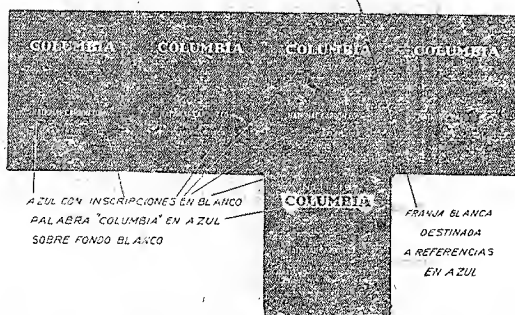 COLUMBIA COLUMBIA COLUMBIA COLUMBIA
AZUL CON INSCRIPCIONES EN BLANCO
PALABRA "COLUMBIA" EN AZUL
SOBRE FONDO BLANCO
COLUMBIA
FRANJA BLANCA
DESTINADA
A REFERENCIAS
EN AZUL